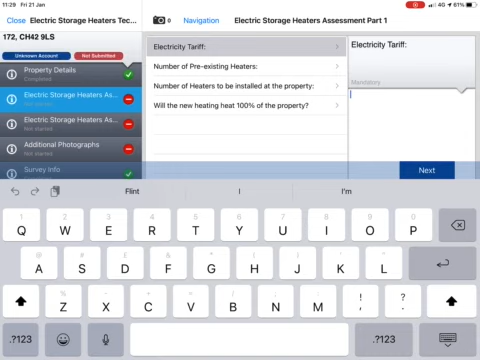 11:29 Fri 21 Jan
4G 61%
Close Electric Storage Heaters Tec...
0 Navigation Electric Storage Heaters Assessment Part 1
172, CH42 9LS
Unknown Account Not Submitted
Property Details
Completed
Electric Storage Heaters As...
Not started
Electric Storage Heaters As...
Not started
Additional Photographs
Not started
Survey Info
Electricity Tariff:
Number of Pre-existing Heaters:
Number of Heaters to be installed at the property:
Will the new heating heat 100% of the property?
Electricity Tariff:
Mandatory
Next
Flint I I'm
1 2 3 4 5 6 7 8 9 0
Q W E R T Y U I O P
@ £ & * ( ) ' "
A S D F G H J K L
% - + = / ; : ! ?
Z X C V B N M , .
.?123 .?123